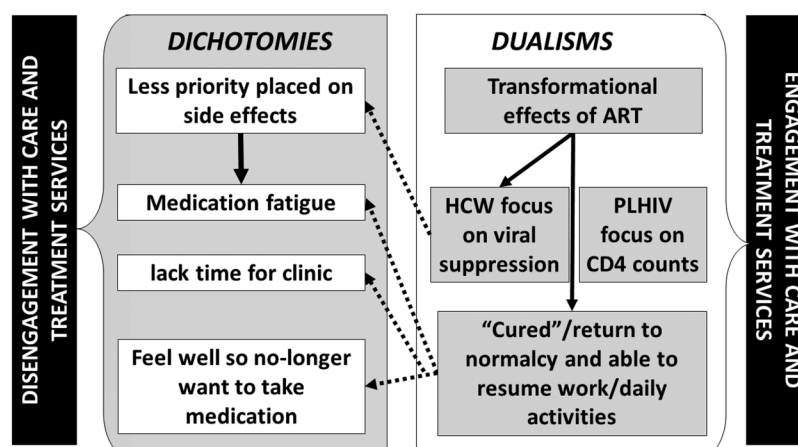 DISENGAGEMENT WITH CARE AND
TREATMENT SERVICES
DICHOTOMIES
Less priority placed on
side effects
Medication fatigue
lack time for clinic
Feel well so no-longer
want to take
medication
DUALISMS
Transformational
effects of ART
HCW focus
on viral
suppression
PLHIV
focus on
CD4 counts
“Cured”/return to
normalcy and able to
resume work/daily
activities
ENGAGEMENT WITH CARE AND
TREATMENT SERVICES